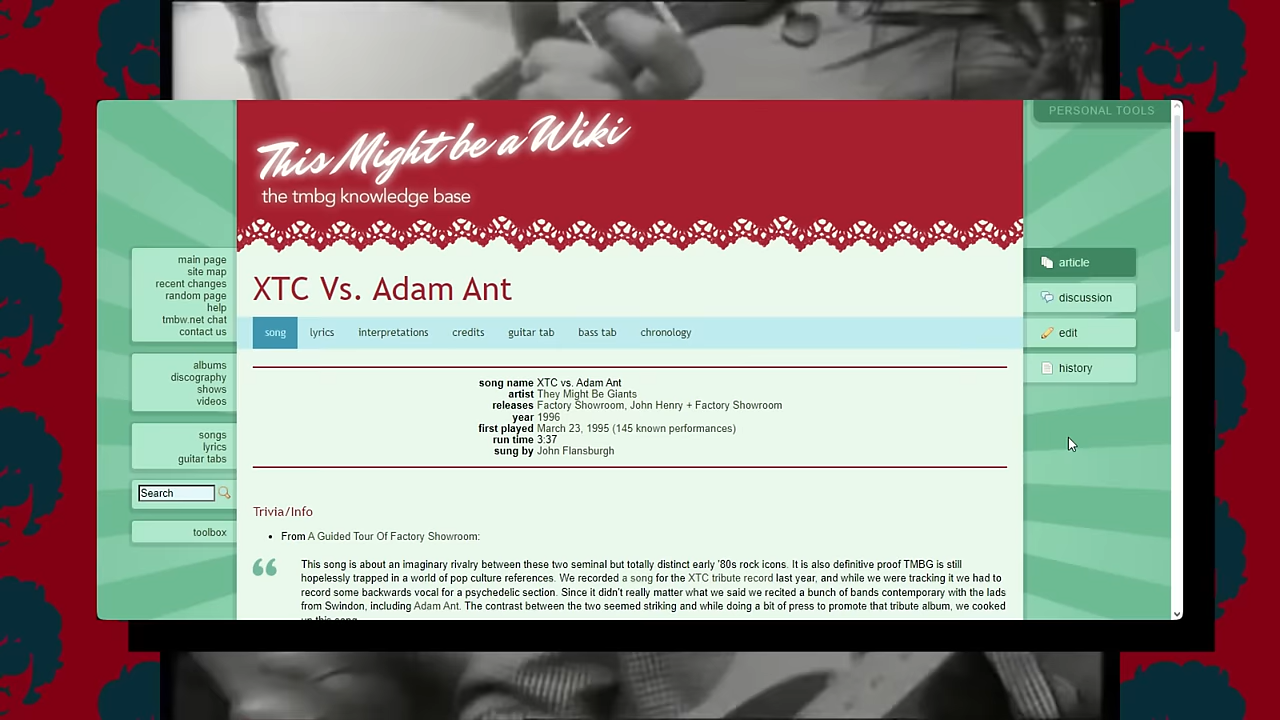 PERSONAL TOOLS
This Might be a Wiki
the tmbg knowledge base
main page
site map
recent changes
random page
help
tmbw.net chat
contact us
albums
discography
shows
videos
songs
lyrics
guitar tabs
Search
toolbox
XTC Vs. Adam Ant
song lyrics interpretations credits guitar tab bass tab chronology
song name XTC vs. Adam Ant
artist They Might Be Giants
releases Factory Showroom, John Henry + Factory Showroom
year 1996
first played March 23, 1995 (145 known performances)
run time 3:37
sung by John Flansburgh
Trivia/Info
• From A Guided Tour Of Factory Showroom:
This song is about an imaginary rivalry between these two seminal but totally distinct early '80s rock icons. It is also definitive proof TMBG is still
hopelessly trapped in a world of pop culture references. We recorded a song for the XTC tribute record last year, and while we were tracking it we had to
record some backwards vocal for a psychedelic section. Since it didn't really matter what we said we recited a bunch of bands contemporary with the lads
from Swindon, including Adam Ant. The contrast between the two seemed striking and while doing a bit of press to promote that tribute album, we cooked
up this song.
article
discussion
edit
history